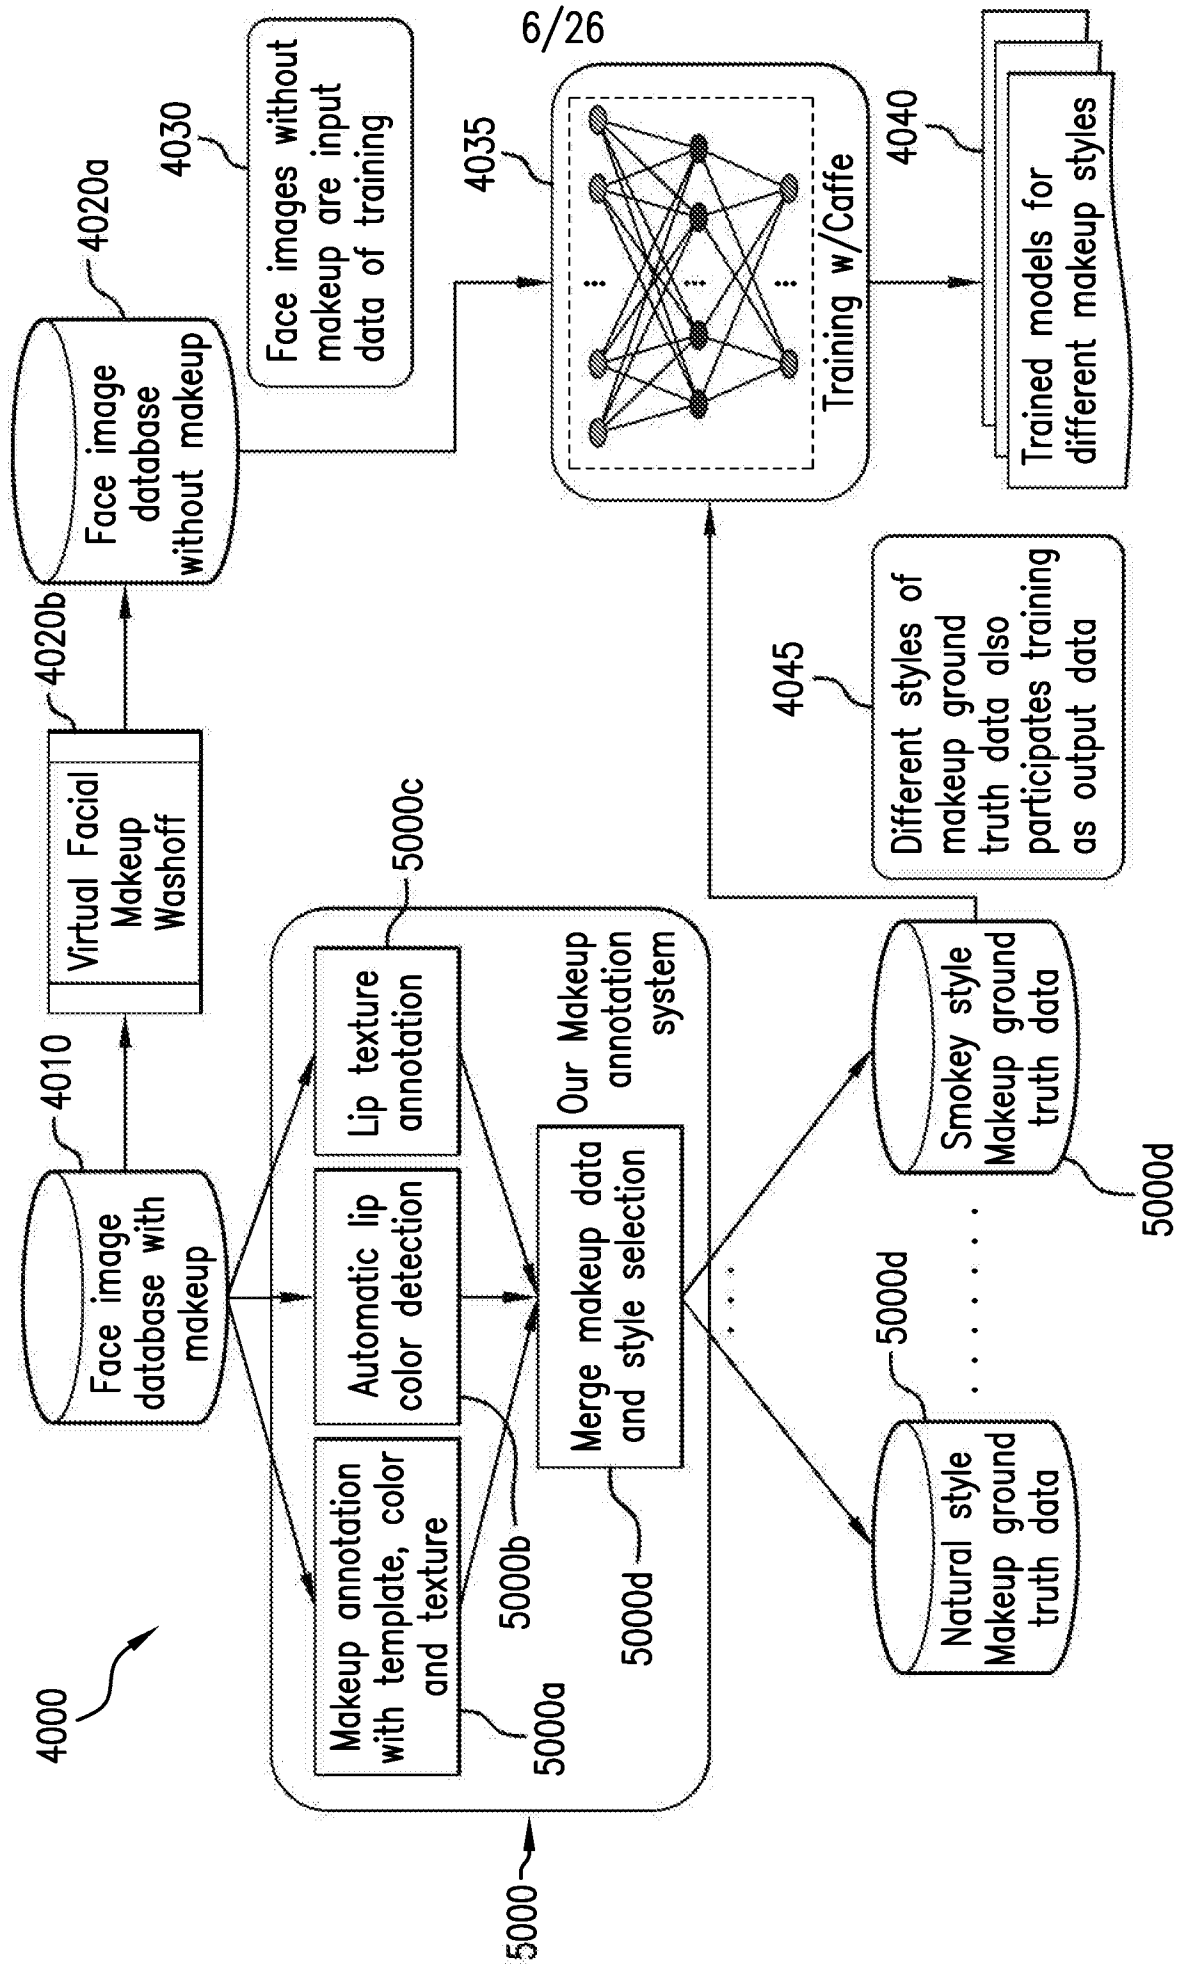 6/26
4000
4010
Face image
database with
makeup
4020b
Virtual Facial
Makeup
Washoff
4020a
Face image
database
without makeup
4030
Face images without
makeup are input
data of training
5000
Makeup annotation
with template, color
and texture
5000a
Automatic lip
color detection
5000b
Lip texture
annotation
5000c
Merge makeup data
and style selection
5000d
Our Makeup
annotation
system
4035
Training w/Caffe
4040
Trained models for
different makeup styles
4045
Different styles of
makeup ground
truth data also
participates training
as output data
Natural style
Makeup ground
truth data
5000d
Smokey style
Makeup ground
truth data
5000d